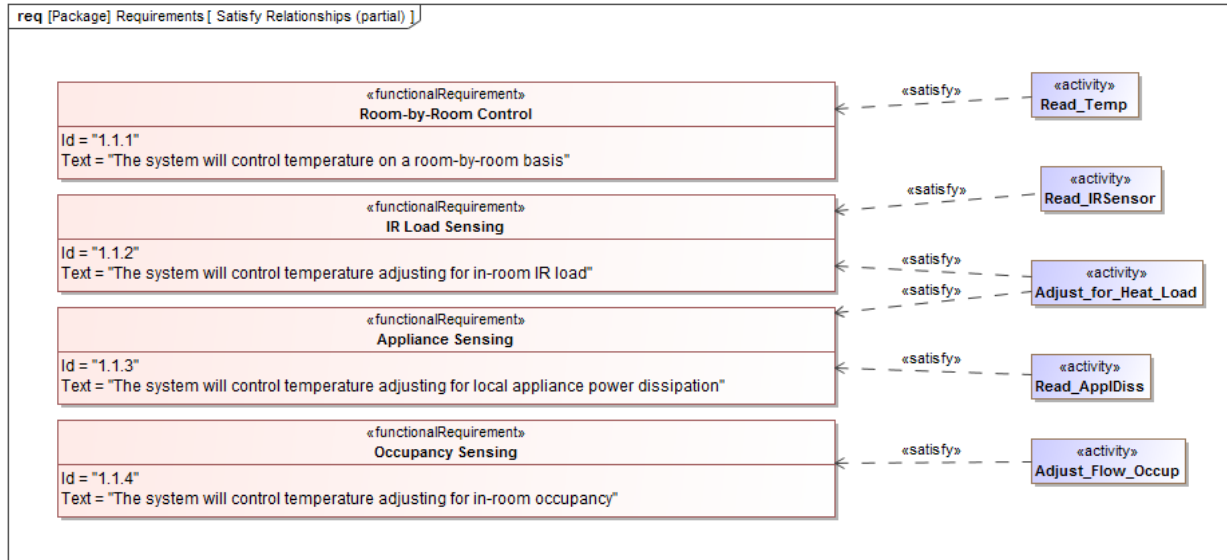 req [Package] Requirements [ Satisfy Relationships (partial) ]
«functionalRequirement»
Room-by-Room Control
Id = "1.1.1"
Text = "The system will control temperature on a room-by-room basis"
«satisfy»
«activity»
Read_Temp
«functionalRequirement»
IR Load Sensing
Id = "1.1.2"
Text = "The system will control temperature adjusting for in-room IR load"
«satisfy»
«activity»
Read_IRSensor
«satisfy»
«satisfy»
«activity»
Adjust_for_Heat_Load
«functionalRequirement»
Appliance Sensing
Id = "1.1.3"
Text = "The system will control temperature adjusting for local appliance power dissipation"
«satisfy»
«activity»
Read_ApplDiss
«functionalRequirement»
Occupancy Sensing
Id = "1.1.4"
Text = "The system will control temperature adjusting for in-room occupancy"
«satisfy»
«activity»
Adjust_Flow_Occup